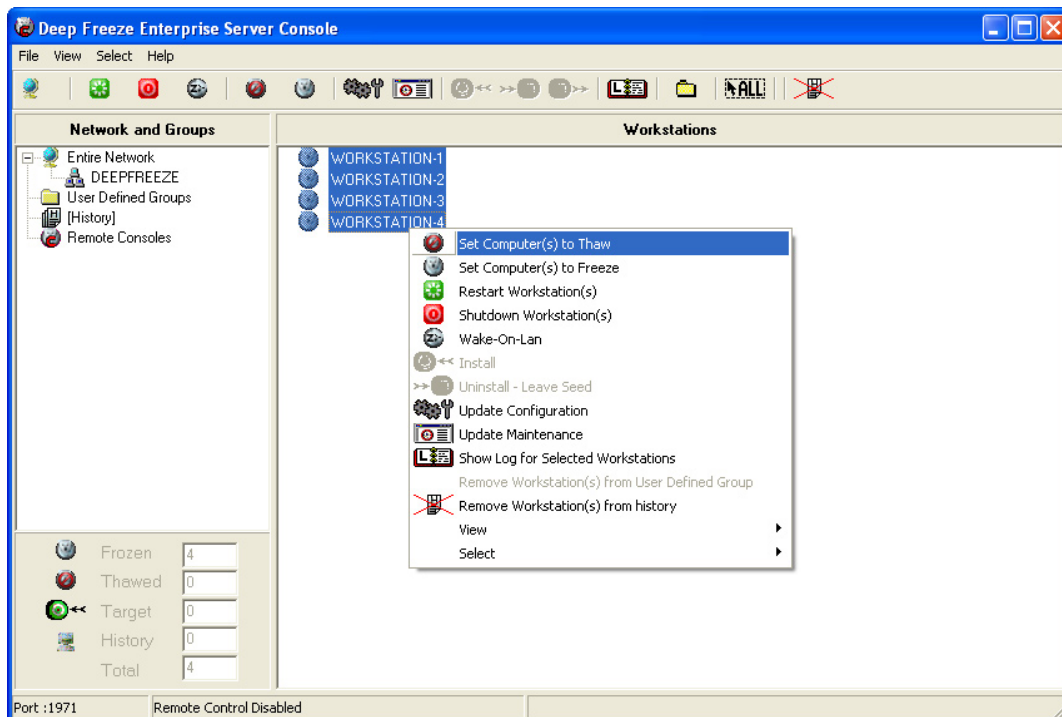 Deep Freeze Enterprise Server Console
File View Select Help
ALL
Network and Groups
Workstations
Entire Network
DEEPFREEZE
User Defined Groups
[History]
Remote Consoles
WORKSTATION-1
WORKSTATION-2
WORKSTATION-3
WORKSTATION-4
Set Computer(s) to Thaw
Set Computer(s) to Freeze
Restart Workstation(s)
Shutdown Workstation(s)
Wake-On-Lan
Install
Uninstall - Leave Seed
Update Configuration
Update Maintenance
Show Log for Selected Workstations
Remove Workstation(s) from User Defined Group
Remove Workstation(s) from history
View
Select
Frozen 4
Thawed 0
Target 0
History 0
Total 4
Port :1971 Remote Control Disabled